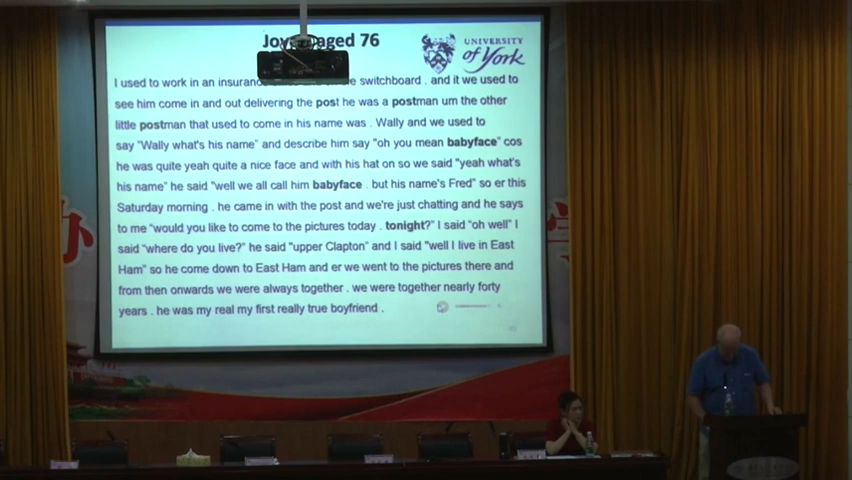 aged 76
UNIVERSITY
of York
I used to work in an switchboard . and it we used to
see him come in and out delivering the post he was a postman um the other
little postman that used to come in his name was . Wally and we used to
say "Wally what's his name" and describe him say "oh you mean babyface" cos
he was quite yeah quite a nice face and with his hat on so we said "yeah what's
his name" he said "well we all call him babyface . but his name's Fred" so er this
Saturday morning . he came in with the post and we're just chatting and he says
to me "would you like to come to the pictures today . tonight?" I said "oh well" I
said "where do you live?" he said "upper Clapton" and I said "well I live in East
Ham" so he come down to East Ham and er we went to the pictures there and
from then onwards we were always together . we were together nearly forty
years . he was my real my first really true boyfriend .